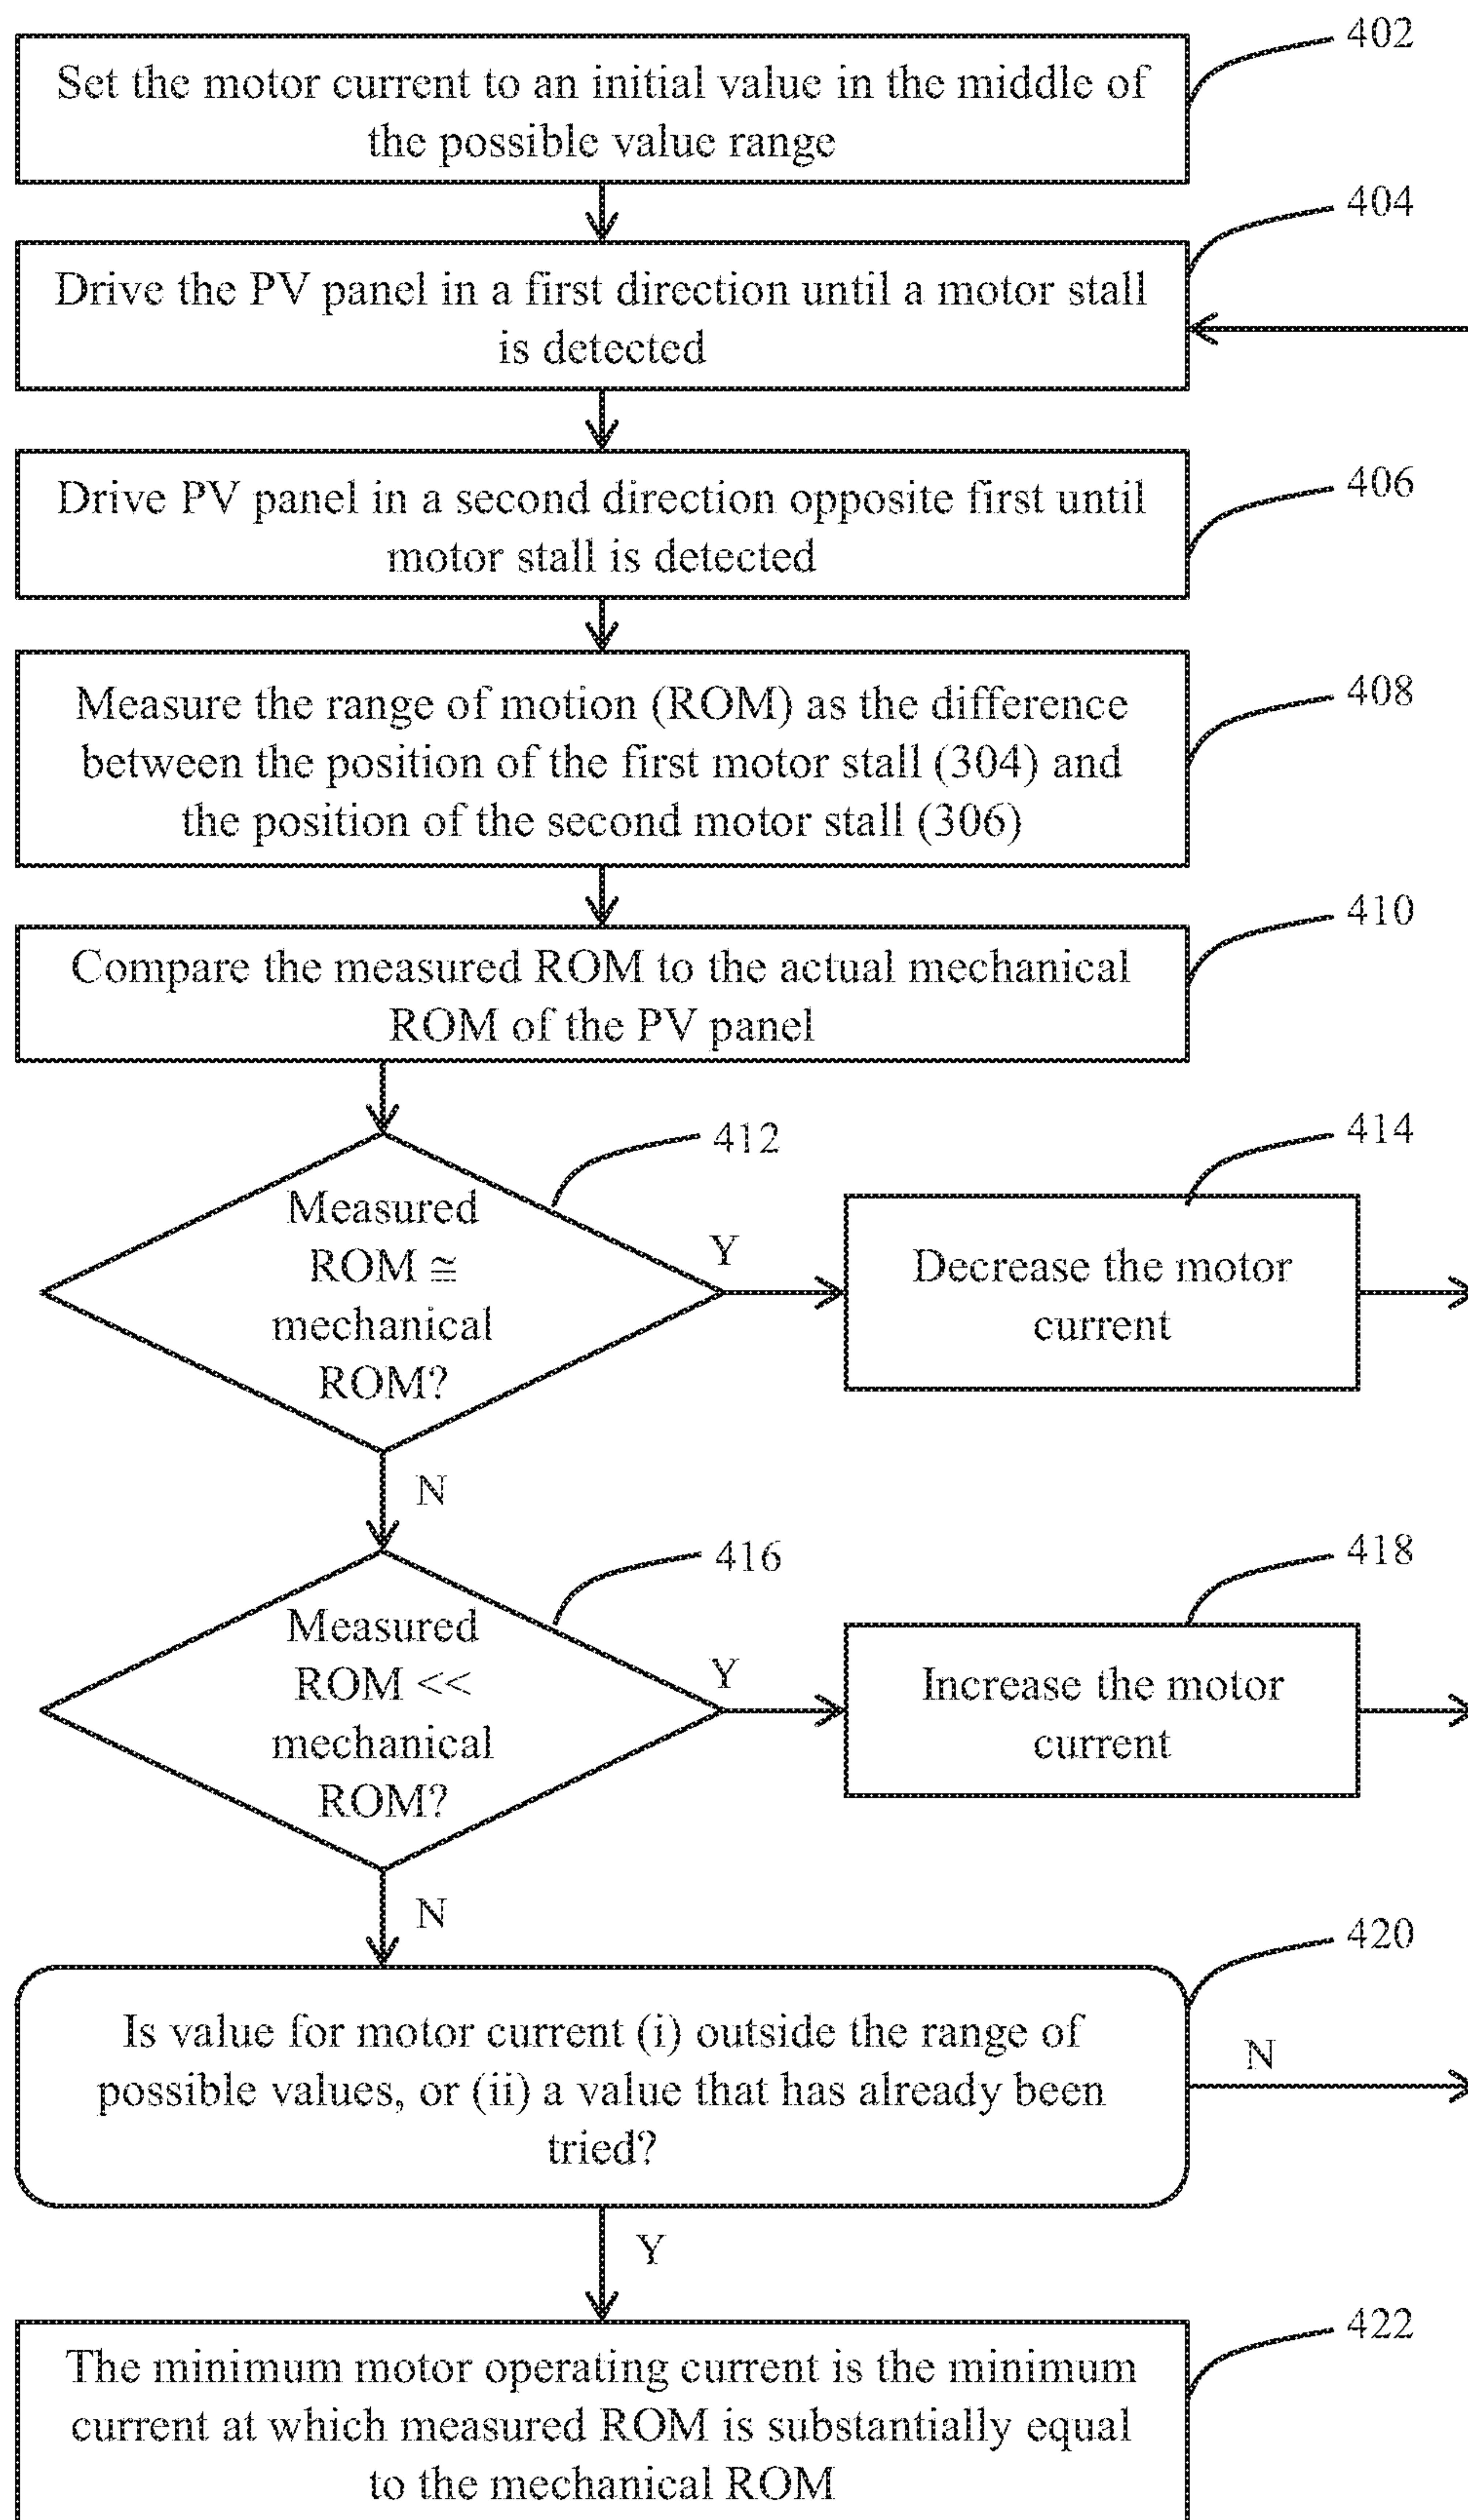 402
Set the motor current to an initial value in the middle of
the possible value range
404
Drive the PV panel in a first direction until a motor stall
is detected
406
Drive PV panel in a second direction opposite first until
motor stall is detected
408
Measure the range of motion (ROM) as the difference
between the position of the first motor stall (304) and
the position of the second motor stall (306)
410
Compare the measured ROM to the actual mechanical
ROM of the PV panel
412
Measured
ROM ≅
mechanical
ROM?
Y
414
Decrease the motor
current
N
416
Measured
ROM <<
mechanical
ROM?
Y
418
Increase the motor
current
N
420
Is value for motor current (i) outside the range of
possible values, or (ii) a value that has already been
tried?
N
Y
422
The minimum motor operating current is the minimum
current at which measured ROM is substantially equal
to the mechanical ROM